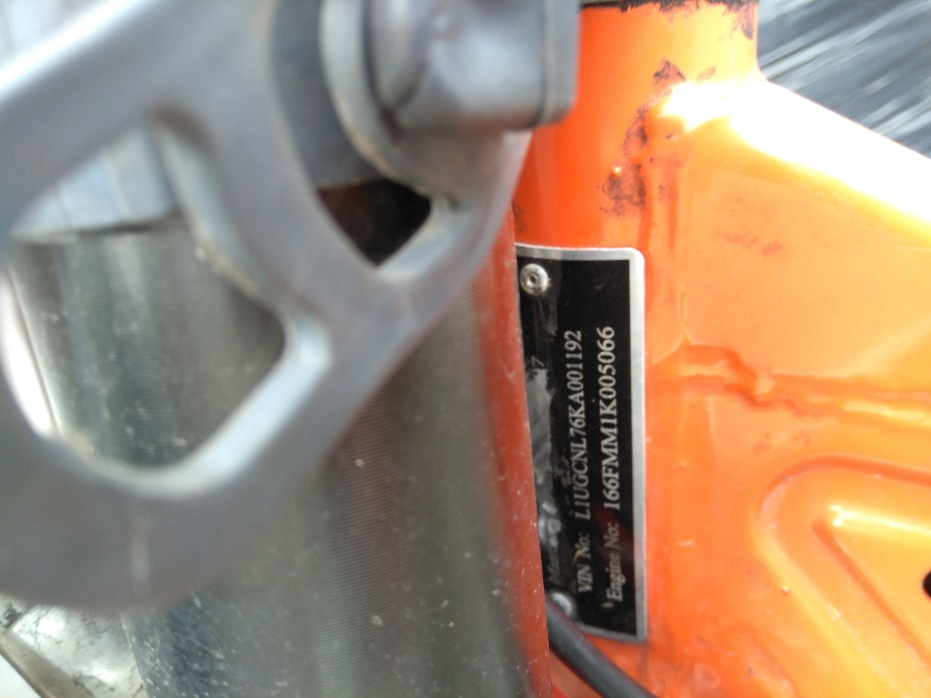 VIN No: L1UGCNL76KA001192
Engine No: 166FMM1K005066